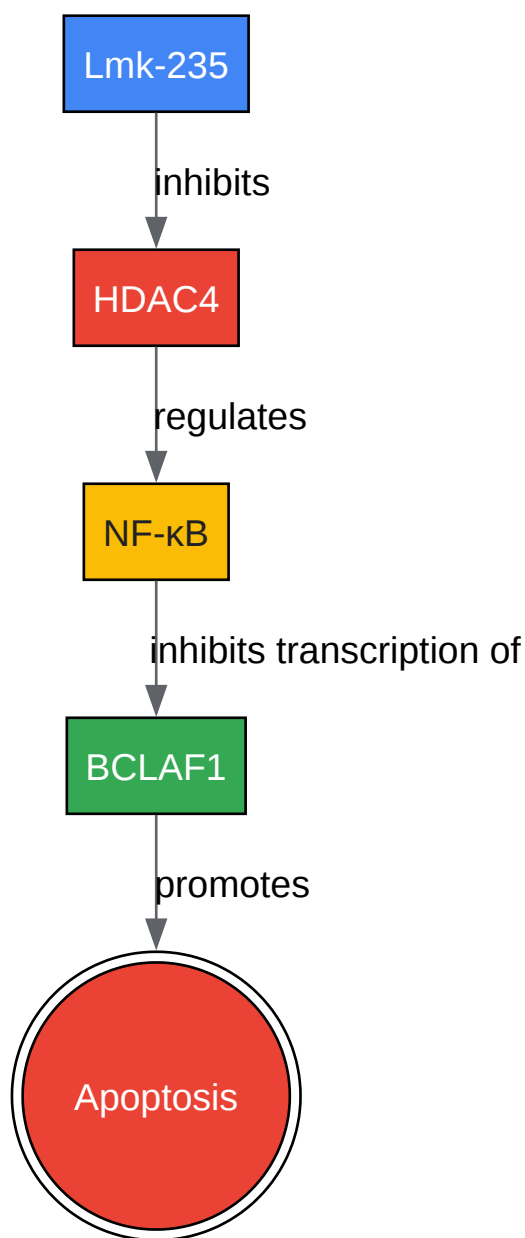 Lmk-235
inhibits
HDAC4
regulates
NF-κB
inhibits transcription of
BCLAF1
promotes
Apoptosis